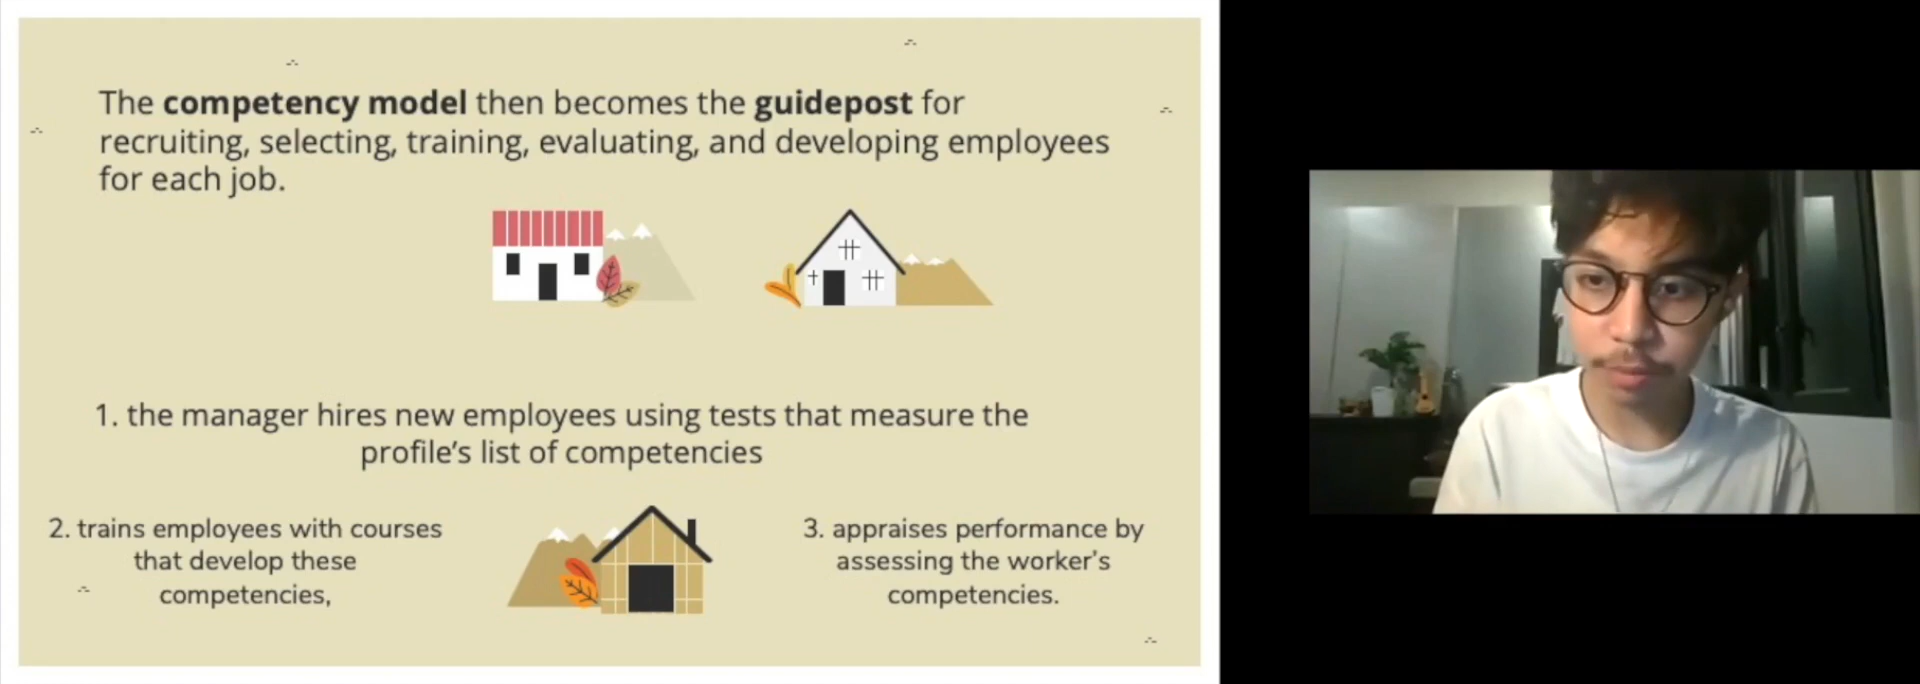 The competency model then becomes the guidepost for
recruiting, selecting, training, evaluating, and developing employees
for each job.
1. the manager hires new employees using tests that measure the
profile's list of competencies
2. trains employees with courses
that develop these
competencies,
3. appraises performance by
assessing the worker's
competencies.